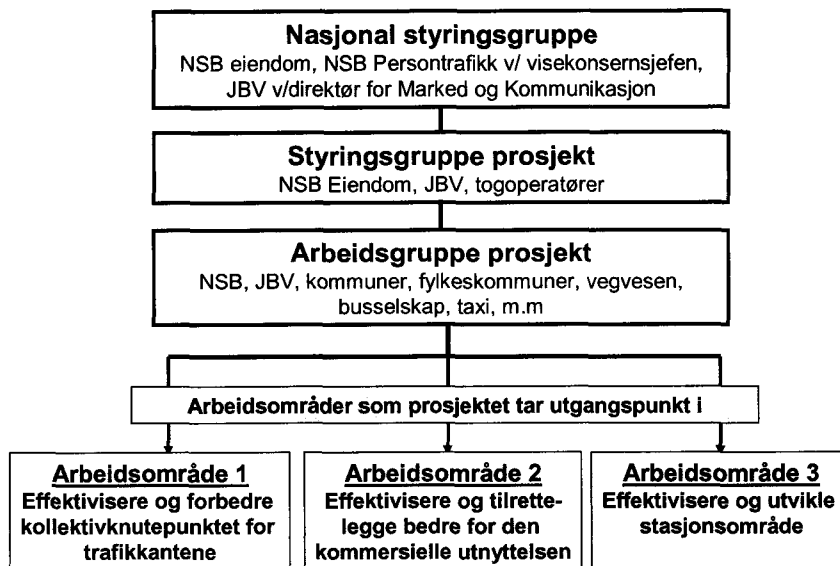 Nasjonal styringsgruppe
NSB eiendom, NSB Persontrafikk v/ visekonsernsjefen,
JBV v/direktør for Marked og Kommunikasjon
Styringsgruppe prosjekt
NSB Eiendom, JBV, togoperatører
Arbeidsgruppe prosjekt
NSB, JBV, kommuner, fylkeskommuner, vegvesen,
busselskap, taxi, m.m
Arbeidsområder som prosjektet tar utgangspunkt i
Arbeidsområde 1
Effektivisere og forbedre
kollektivknutepunktet for
trafikkantene
Arbeidsområde 2
Effektivisere og tilrette-
legge bedre for den
kommersielle utnyttelsen
Arbeidsområde 3
Effektivisere og utvikle
stasjonsområde